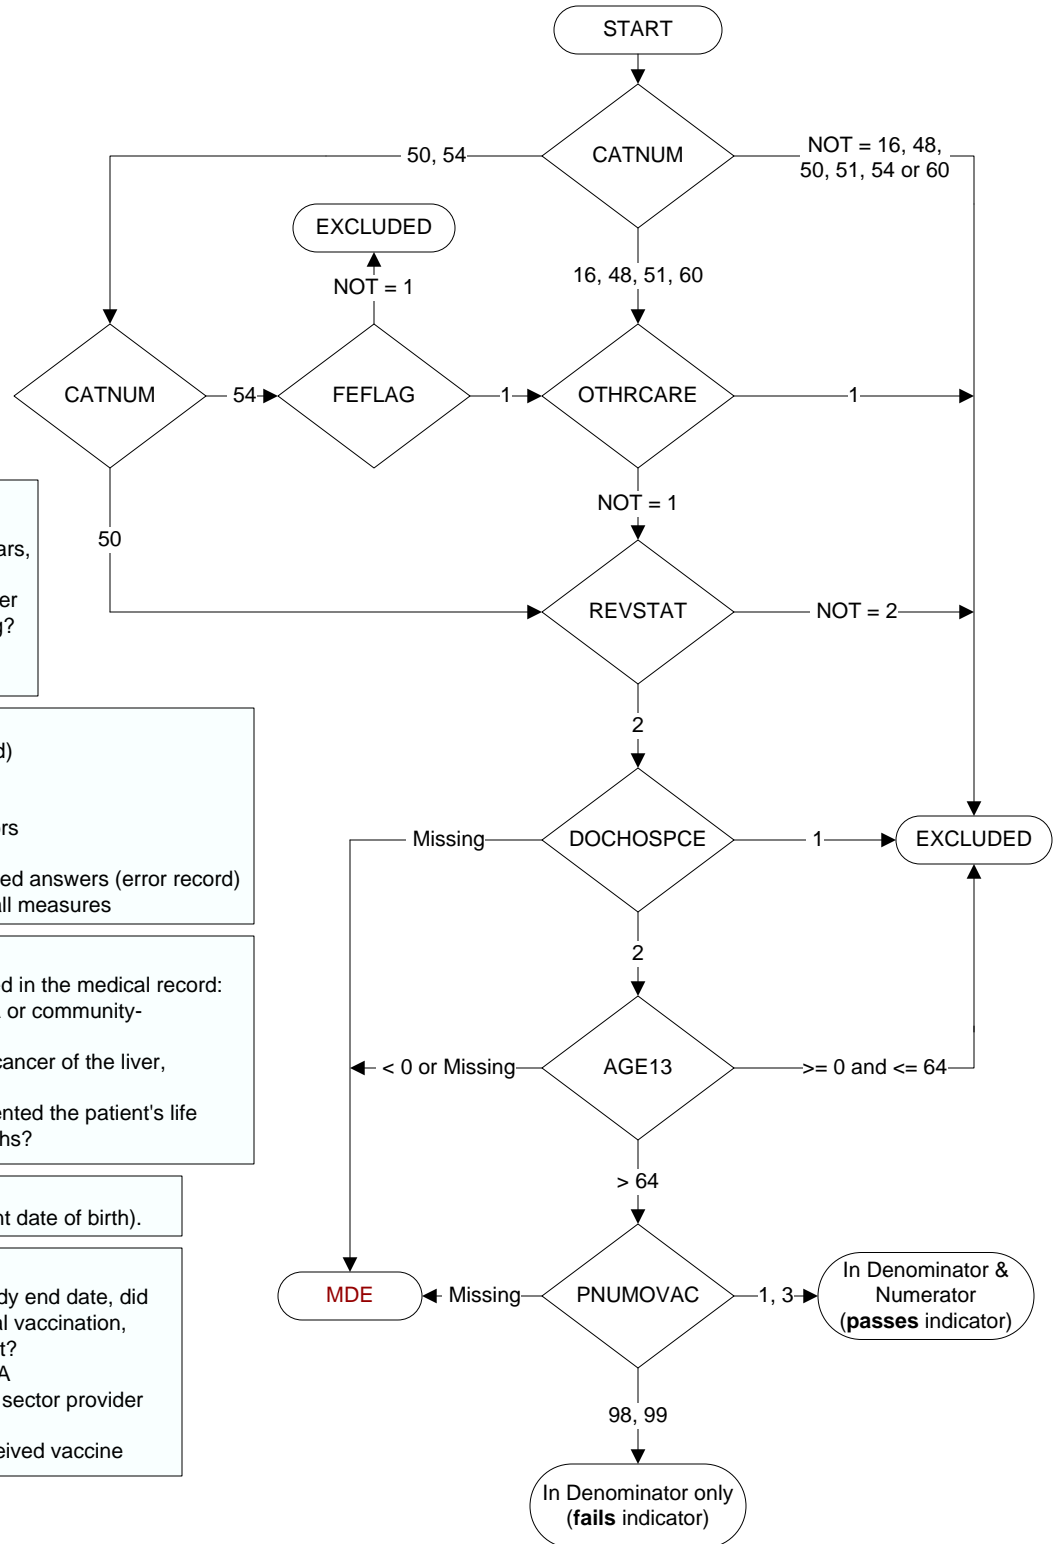 START
CATNUM
50, 54
NOT = 16, 48,
50, 51, 54 or 60
EXCLUDED
NOT = 1
16, 48, 51, 60
CATNUM
54
FEFLAG
1
OTHRCARE
1
NOT = 1
50
REVSTAT
NOT = 2
2
DOCHOSPCE
Missing
1
EXCLUDED
2
AGE13
< 0 or Missing
>= 0 and <= 64
> 64
PNUMOVAC
MDE
Missing
1, 3
In Denominator &
Numerator
(passes indicator)
98, 99
In Denominator only
(fails indicator)
ars,
er
g?
d)
rs
ed answers (error record)
all measures
ed in the medical record:
or community-
cancer of the liver,
ented the patient's life
hs?
nt date of birth).
dy end date, did
al vaccination,
t?
A
sector provider
eived vaccine